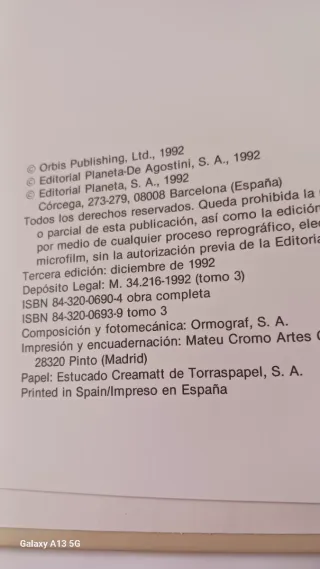 © Orbis Publishing, Ltd., 1992
© Editorial Planeta-De Agostini, S. A., 1992
© Editorial Planeta, S. A., 1992
Córcega, 273-279, 08008 Barcelona (España)
Todos los derechos reservados. Queda prohibida la
o parcial de esta publicación, así como la edición
por medio de cualquier proceso reprográfico,
microfilm, sin la autorización previa de la
Tercera edición: diciembre de 1992
Depósito Legal: M. 34.216-1992 (tomo 3)
ISBN 84-320-0690-4 obra completa
ISBN 84-320-0693-9 tomo 3
Composición y fotomecánica: Ormograf, S. A.
Impresión y encuadernación: Mateu Cromo Artes
28320 Pinto (Madrid)
Papel: Estucado Creamatt de Torraspapel, S. A.
Printed in Spain/Impreso en España
Galaxy A13 5G